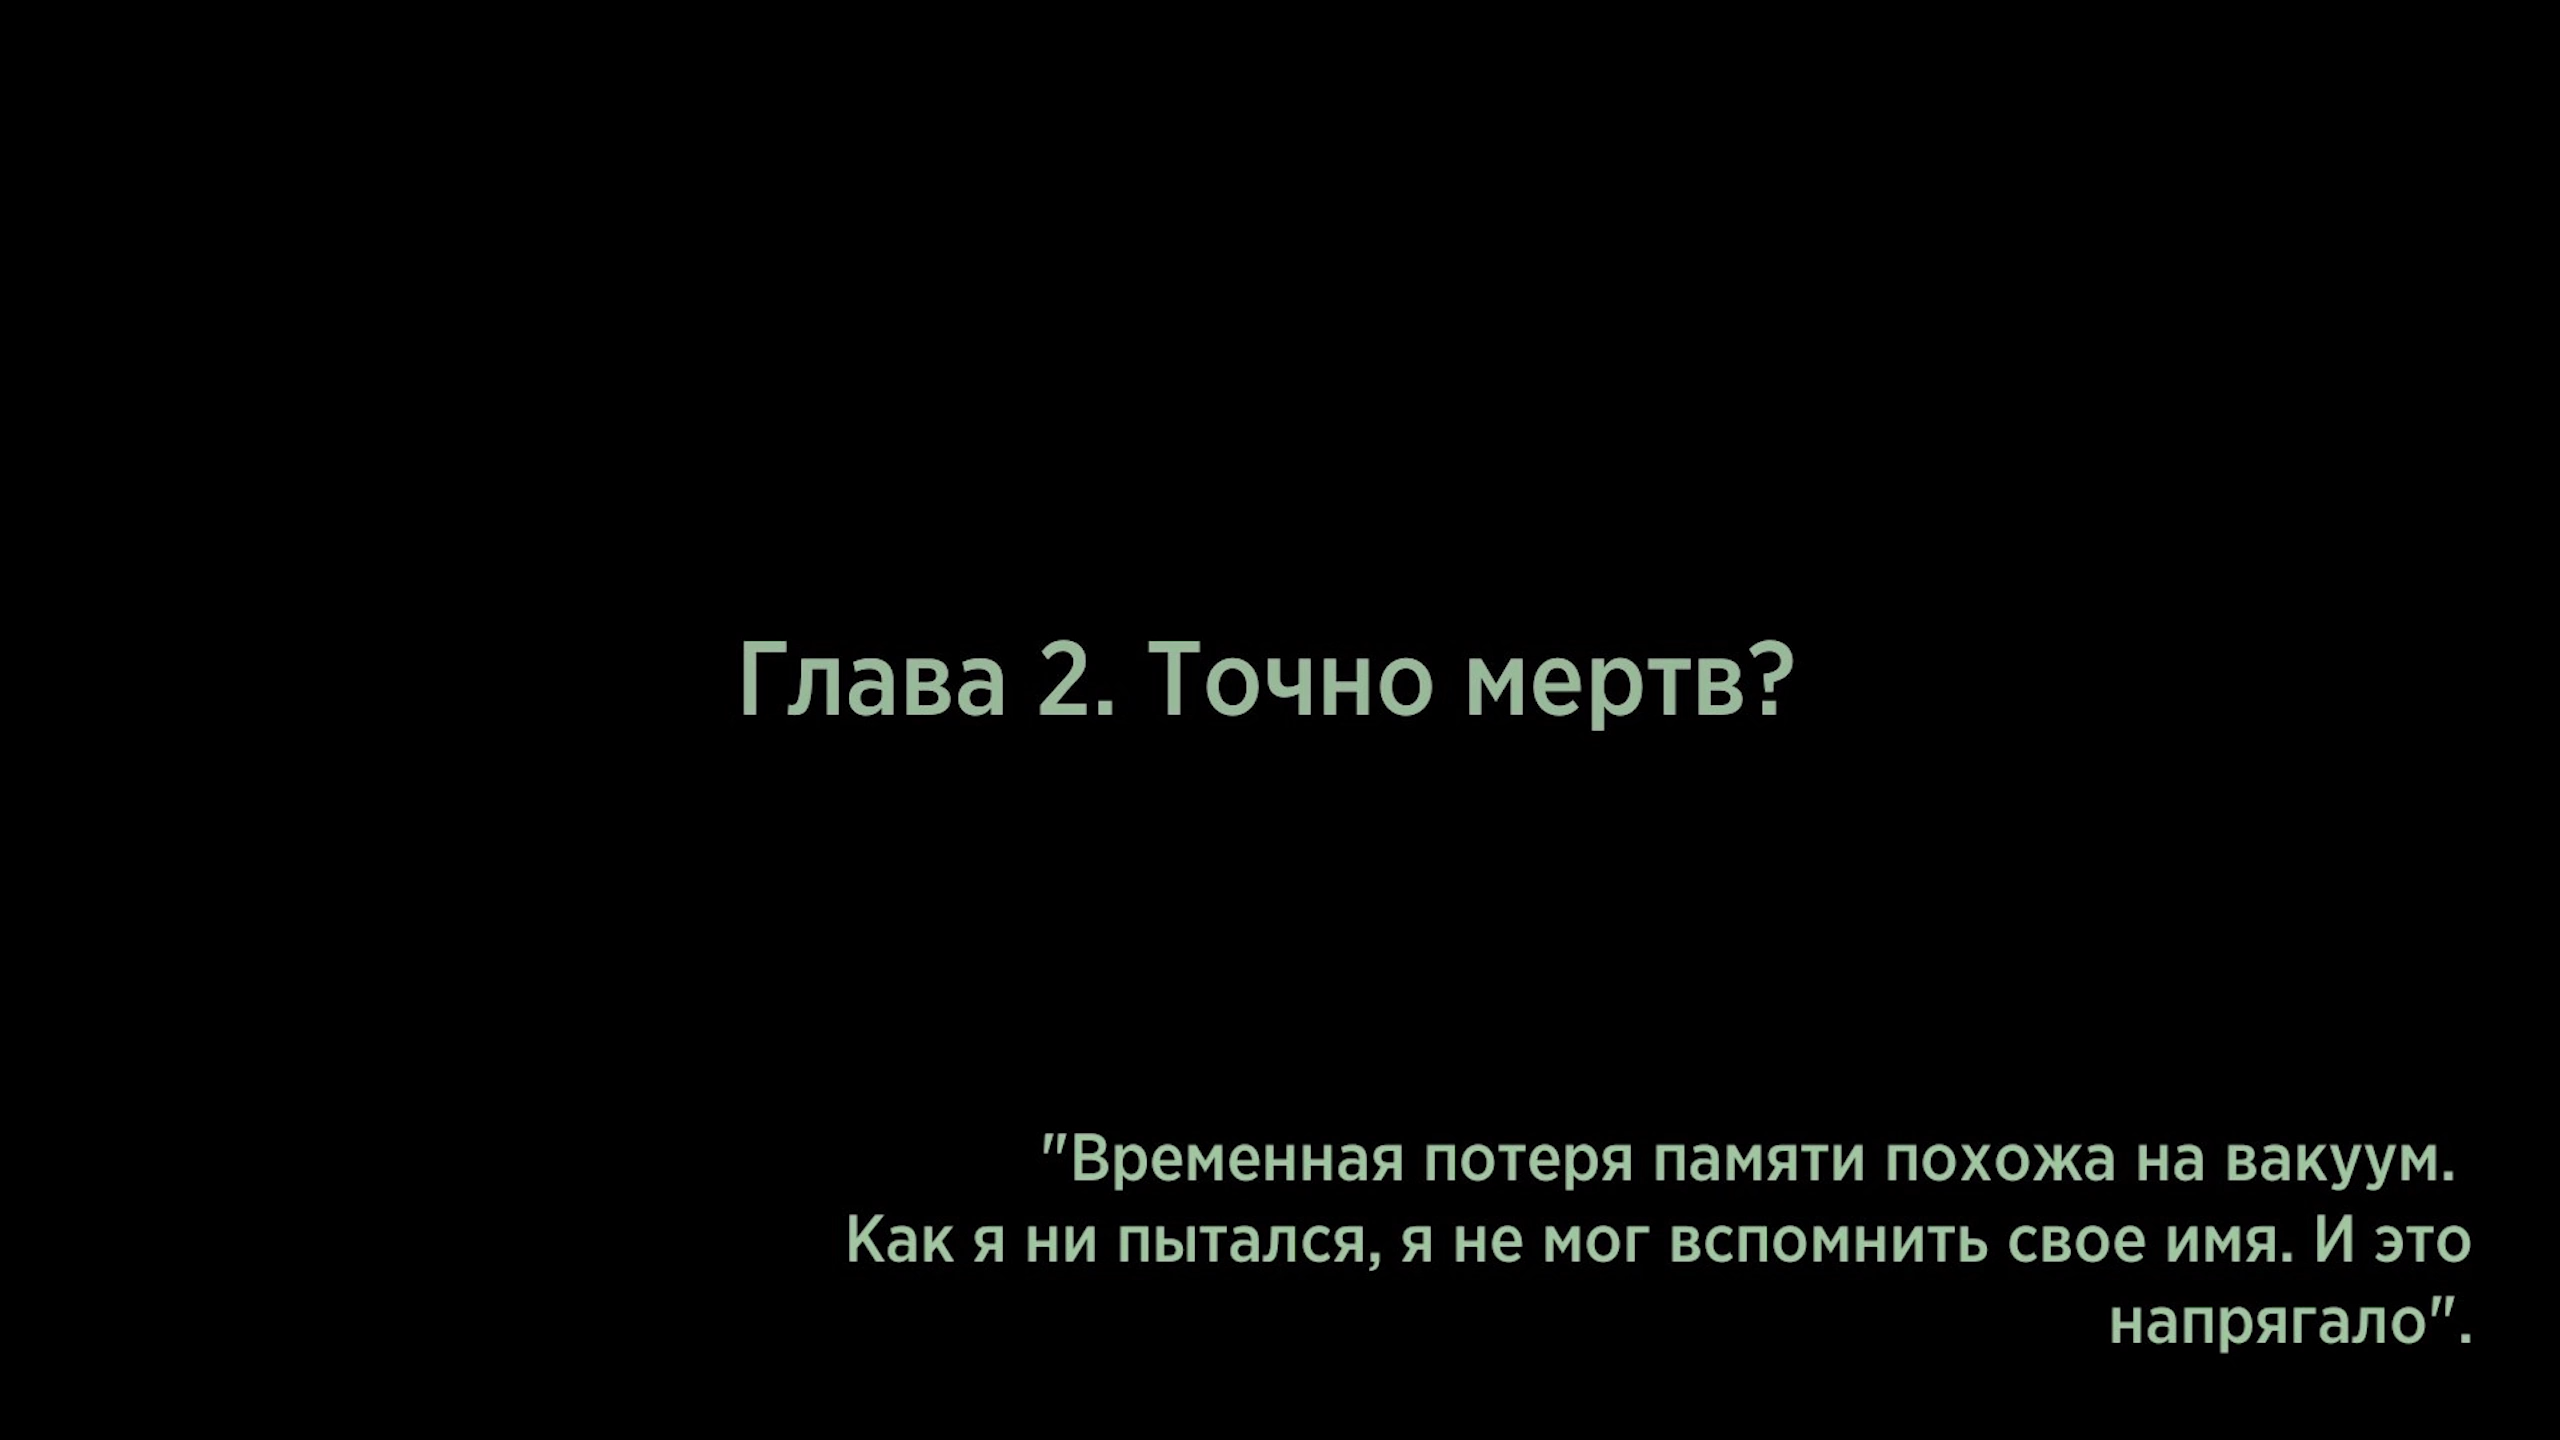 Глава 2. Точно мертв?
"Временная потеря памяти похожа на вакуум.
Как я ни пытался, я не мог вспомнить свое имя. И это
напрягало".